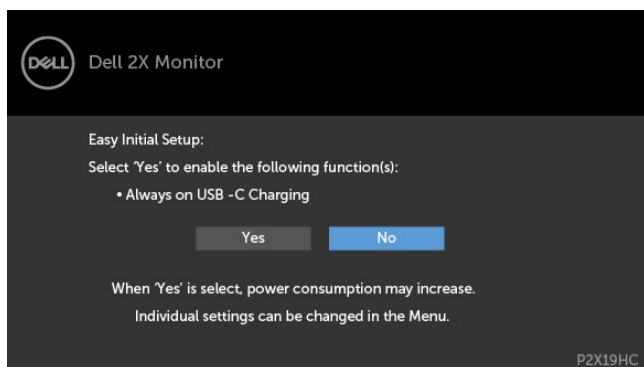 DELL
Dell 2X Monitor
Easy Initial Setup:
Select ‘Yes’ to enable the following function(s):
• Always on USB -C Charging
Yes No
When ‘Yes’ is select, power consumption may increase.
Individual settings can be changed in the Menu.
P2X19HC